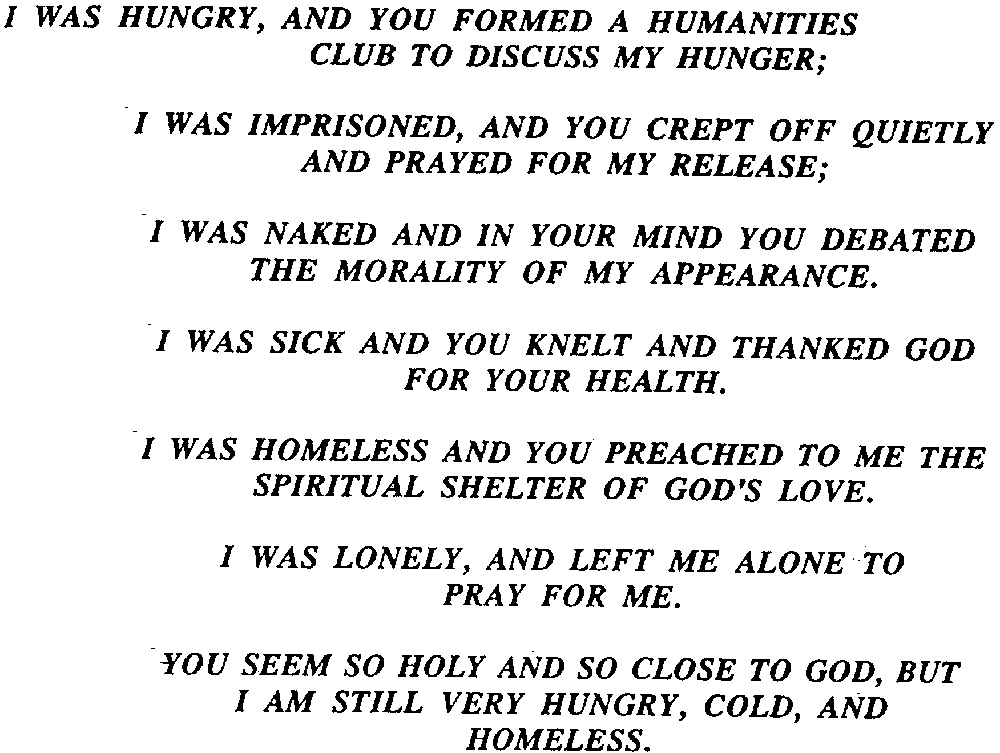 I WAS HUNGRY, AND YOU FORMED A HUMANITIES
CLUB TO DISCUSS MY HUNGER;
I WAS IMPRISONED, AND YOU CREPT OFF QUIETLY
AND PRAYED FOR MY RELEASE;
I WAS NAKED AND IN YOUR MIND YOU DEBATED
THE MORALITY OF MY APPEARANCE.
I WAS SICK AND YOU KNELT AND THANKED GOD
FOR YOUR HEALTH.
I WAS HOMELESS AND YOU PREACHED TO ME THE
SPIRITUAL SHELTER OF GOD'S LOVE.
I WAS LONELY, AND LEFT ME ALONE TO
PRAY FOR ME.
YOU SEEM SO HOLY AND SO CLOSE TO GOD, BUT
I AM STILL VERY HUNGRY, COLD, AND
HOMELESS.